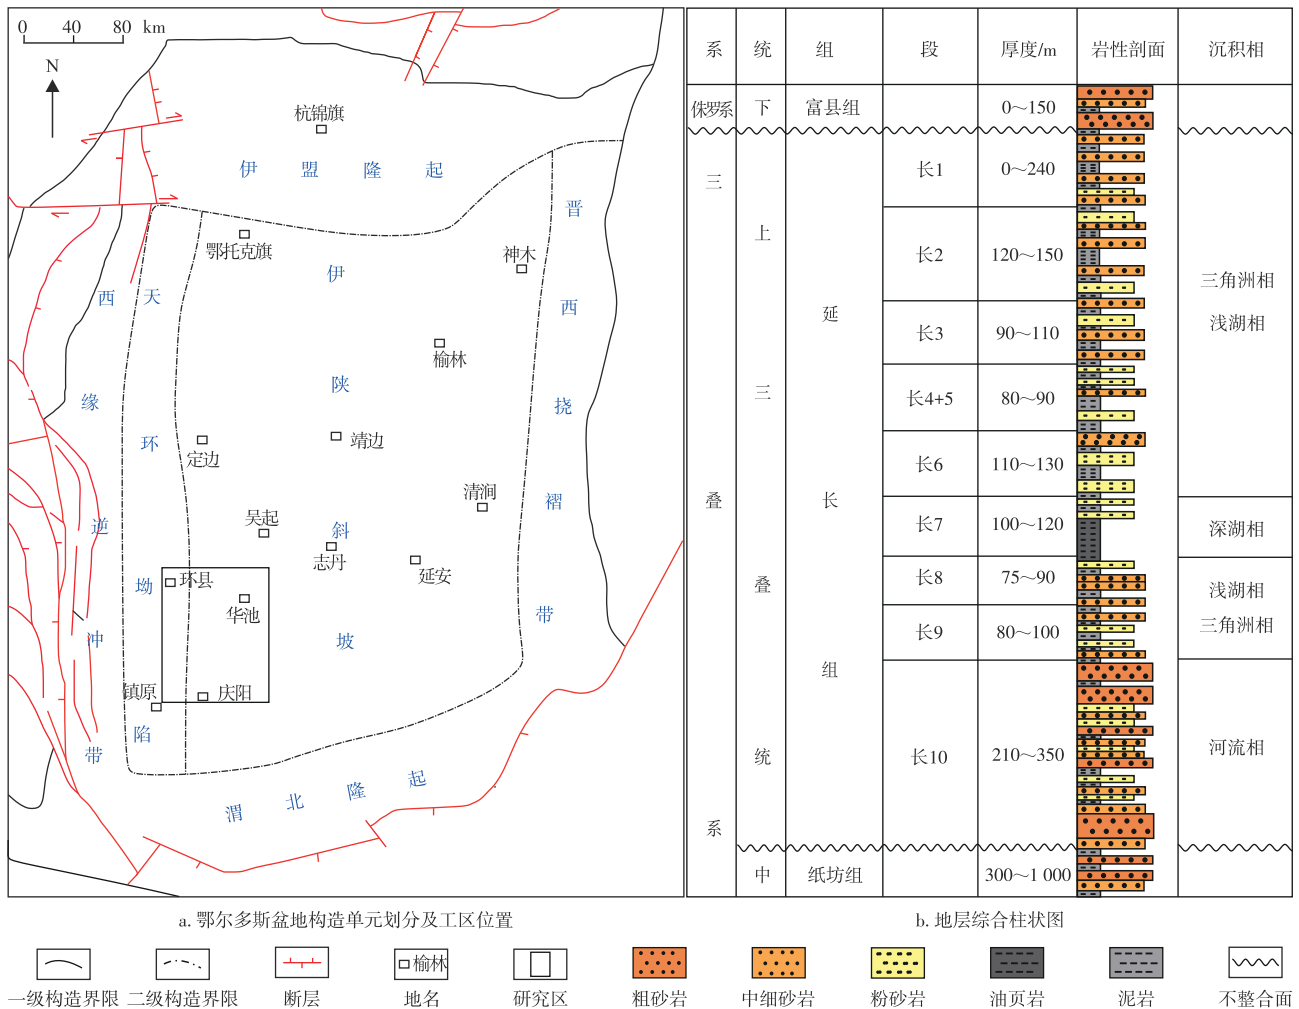 0 40 80 km
N
杭锦旗
伊 盟 隆 起
晋
西
挠
褶
带
鄂托克旗
神木
伊
陕
斜
坡
西
缘
逆
冲
带
天
环
坳
陷
榆林
靖边
定边
清涧
吴起
志丹
延安
环县
华池
镇原
庆阳
渭 北 隆 起
a. 鄂尔多斯盆地构造单元划分及工区位置
系 统 组 段 厚度/m 岩性剖面 沉积相
侏罗系 下 富县组 0～150
三
叠
系
上
三
叠
统
延
长
组
长1 0～240
长2 120～150
三角洲相
浅湖相
长3 90～110
长4+5 80～90
长6 110～130
长7 100～120 深湖相
长8 75～90 浅湖相
长9 80～100 三角洲相
长10 210～350 河流相
中 纸坊组 300～1 000
b. 地层综合柱状图
榆林
一级构造界限 二级构造界限 断层 地名 研究区 粗砂岩 中细砂岩 粉砂岩 油页岩 泥岩 不整合面